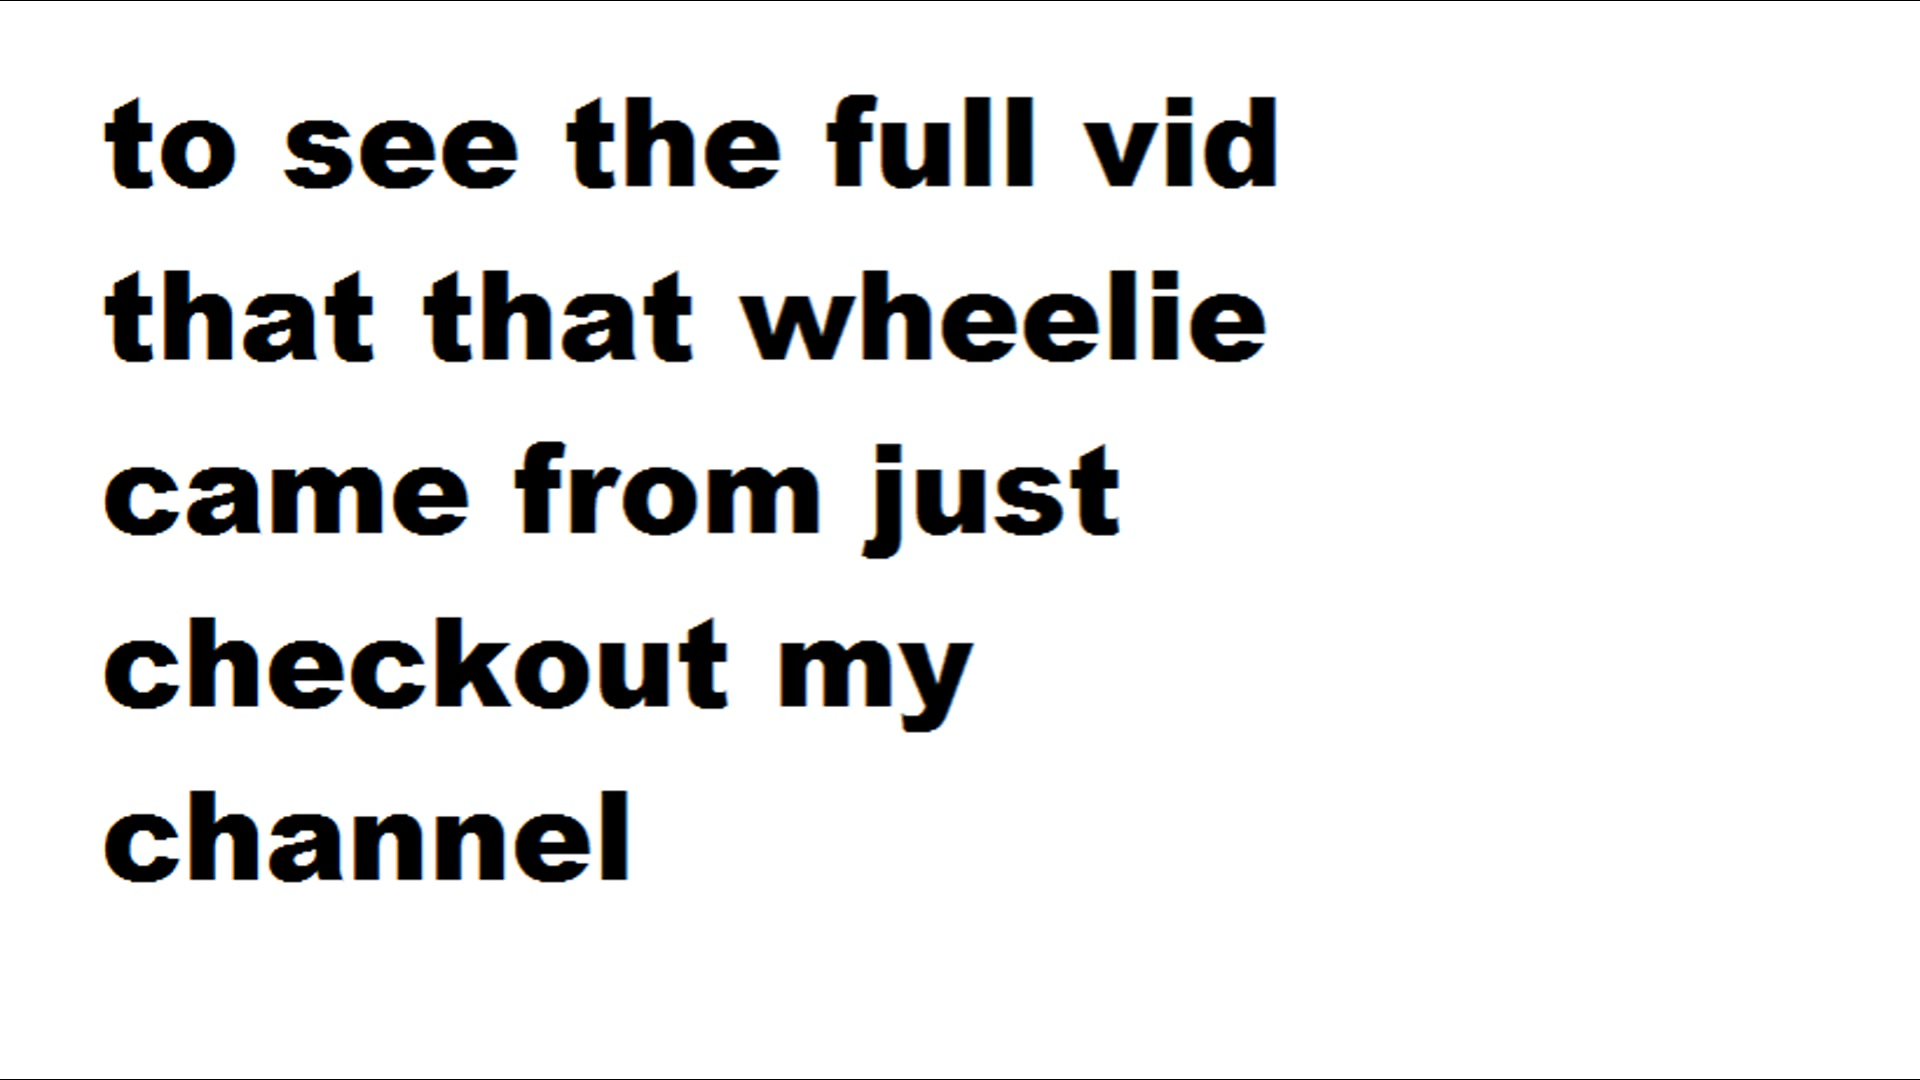 to see the full vid
that that wheelie
came from just
checkout my
channel